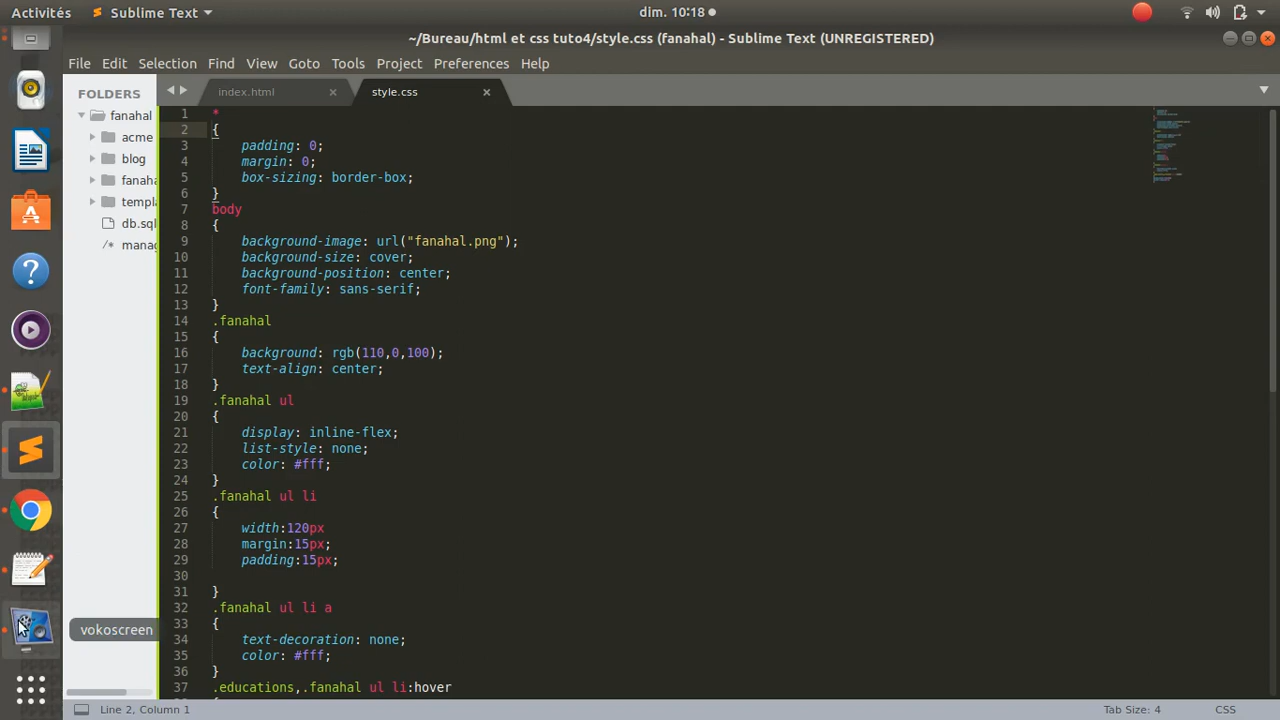 Activités Sublime Text dim. 10:18
~/Bureau/html et css tuto4/style.css (fanahal) - Sublime Text (UNREGISTERED)
File Edit Selection Find View Goto Tools Project Preferences Help
FOLDERS
fanahal
acme
blog
fanaha
templa
db.sql
manag
index.html
style.css
1 *
2 {
3 padding: 0;
4 margin: 0;
5 box-sizing: border-box;
6 }
7 body
8 {
9 background-image: url("fanahal.png");
10 background-size: cover;
11 background-position: center;
12 font-family: sans-serif;
13 }
14 .fanahal
15 {
16 background: rgb(110,0,100);
17 text-align: center;
18 }
19 .fanahal ul
20 {
21 display: inline-flex;
22 list-style: none;
23 color: #fff;
24 }
25 .fanahal ul li
26 {
27 width:120px
28 margin:15px;
29 padding:15px;
30
31 }
32 .fanahal ul li a
33 {
34 text-decoration: none;
35 color: #fff;
36 }
37 .educations,.fanahal ul li:hover
vokoscreen
Line 2, Column 1
Tab Size: 4
CSS